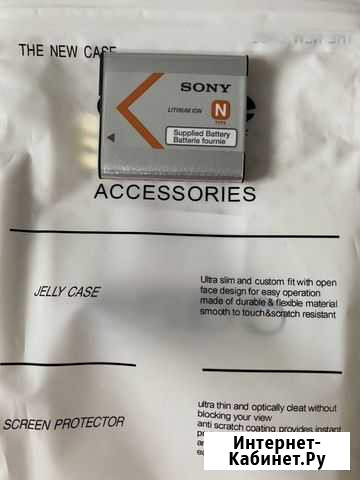 THE NEW CASE
SONY
LITHIUM ION
N
TYPE
Supplied Battery
Batterie fournie
ACCESSORIES
JELLY CASE
Ultra slim and custom fit with open
face design for easy operation
made of durable & flexible material
smooth to touch&scratch resistant
SCREEN PROTECTOR
ultra thin and optically cleat without
blocking your view
anti scratch coating provides instant
Интернет-
Кабинет.Ру